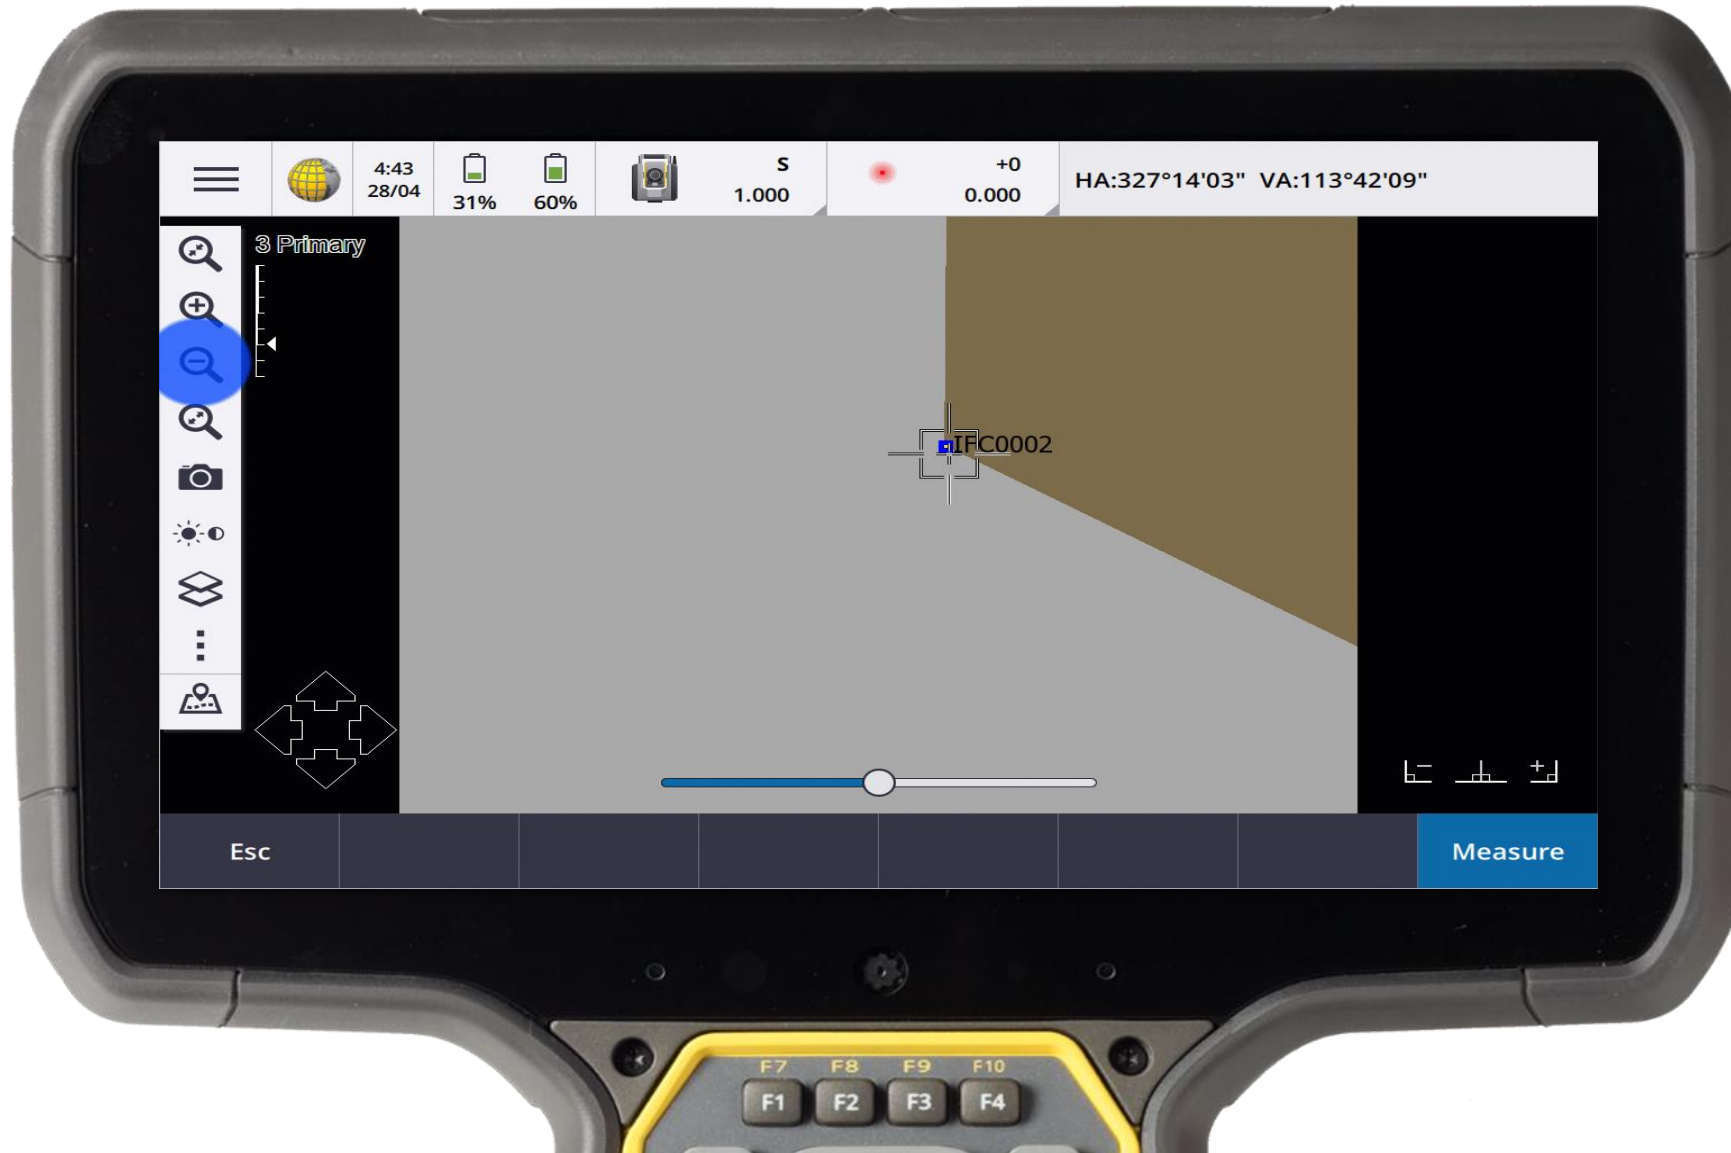 4:43
28/04
31%
60%
S
1.000
+0
0.000
HA:327°14'03" VA:113°42'09"
3 Primary
IFC0002
Esc
Measure
F7 F8 F9 F10
F1 F2 F3 F4